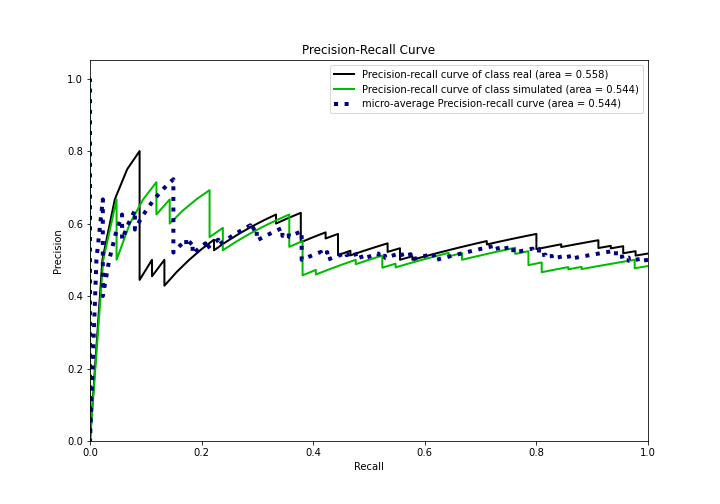 Precision-Recall Curve
Precision-recall curve of class real (area = 0.558)
Precision-recall curve of class simulated (area = 0.544)
micro-average Precision-recall curve (area = 0.544)
1.0
0.8
0.6
0.4
0.2
0.0
Precision
0.0 0.2 0.4 0.6 0.8 1.0
Recall